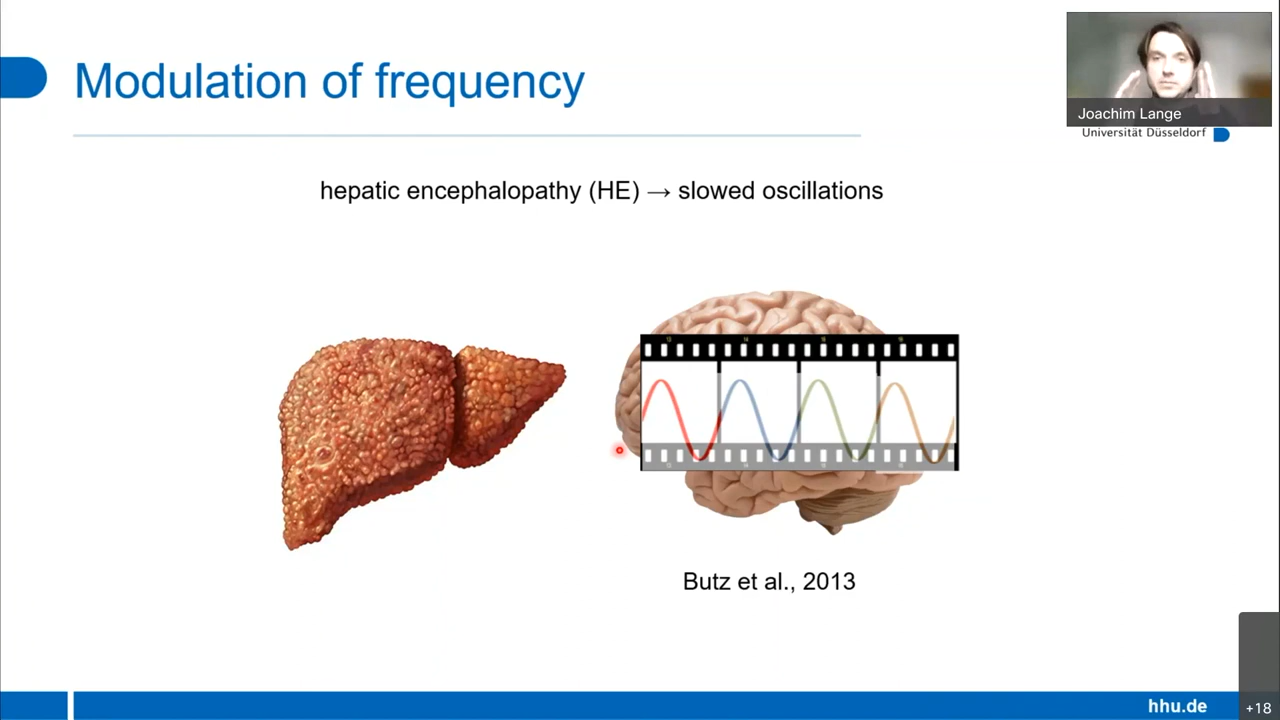 Modulation of frequency
Joachim Lange
Universität Düsseldorf
hepatic encephalopathy (HE) → slowed oscillations
Butz et al., 2013
hhu.de
+18